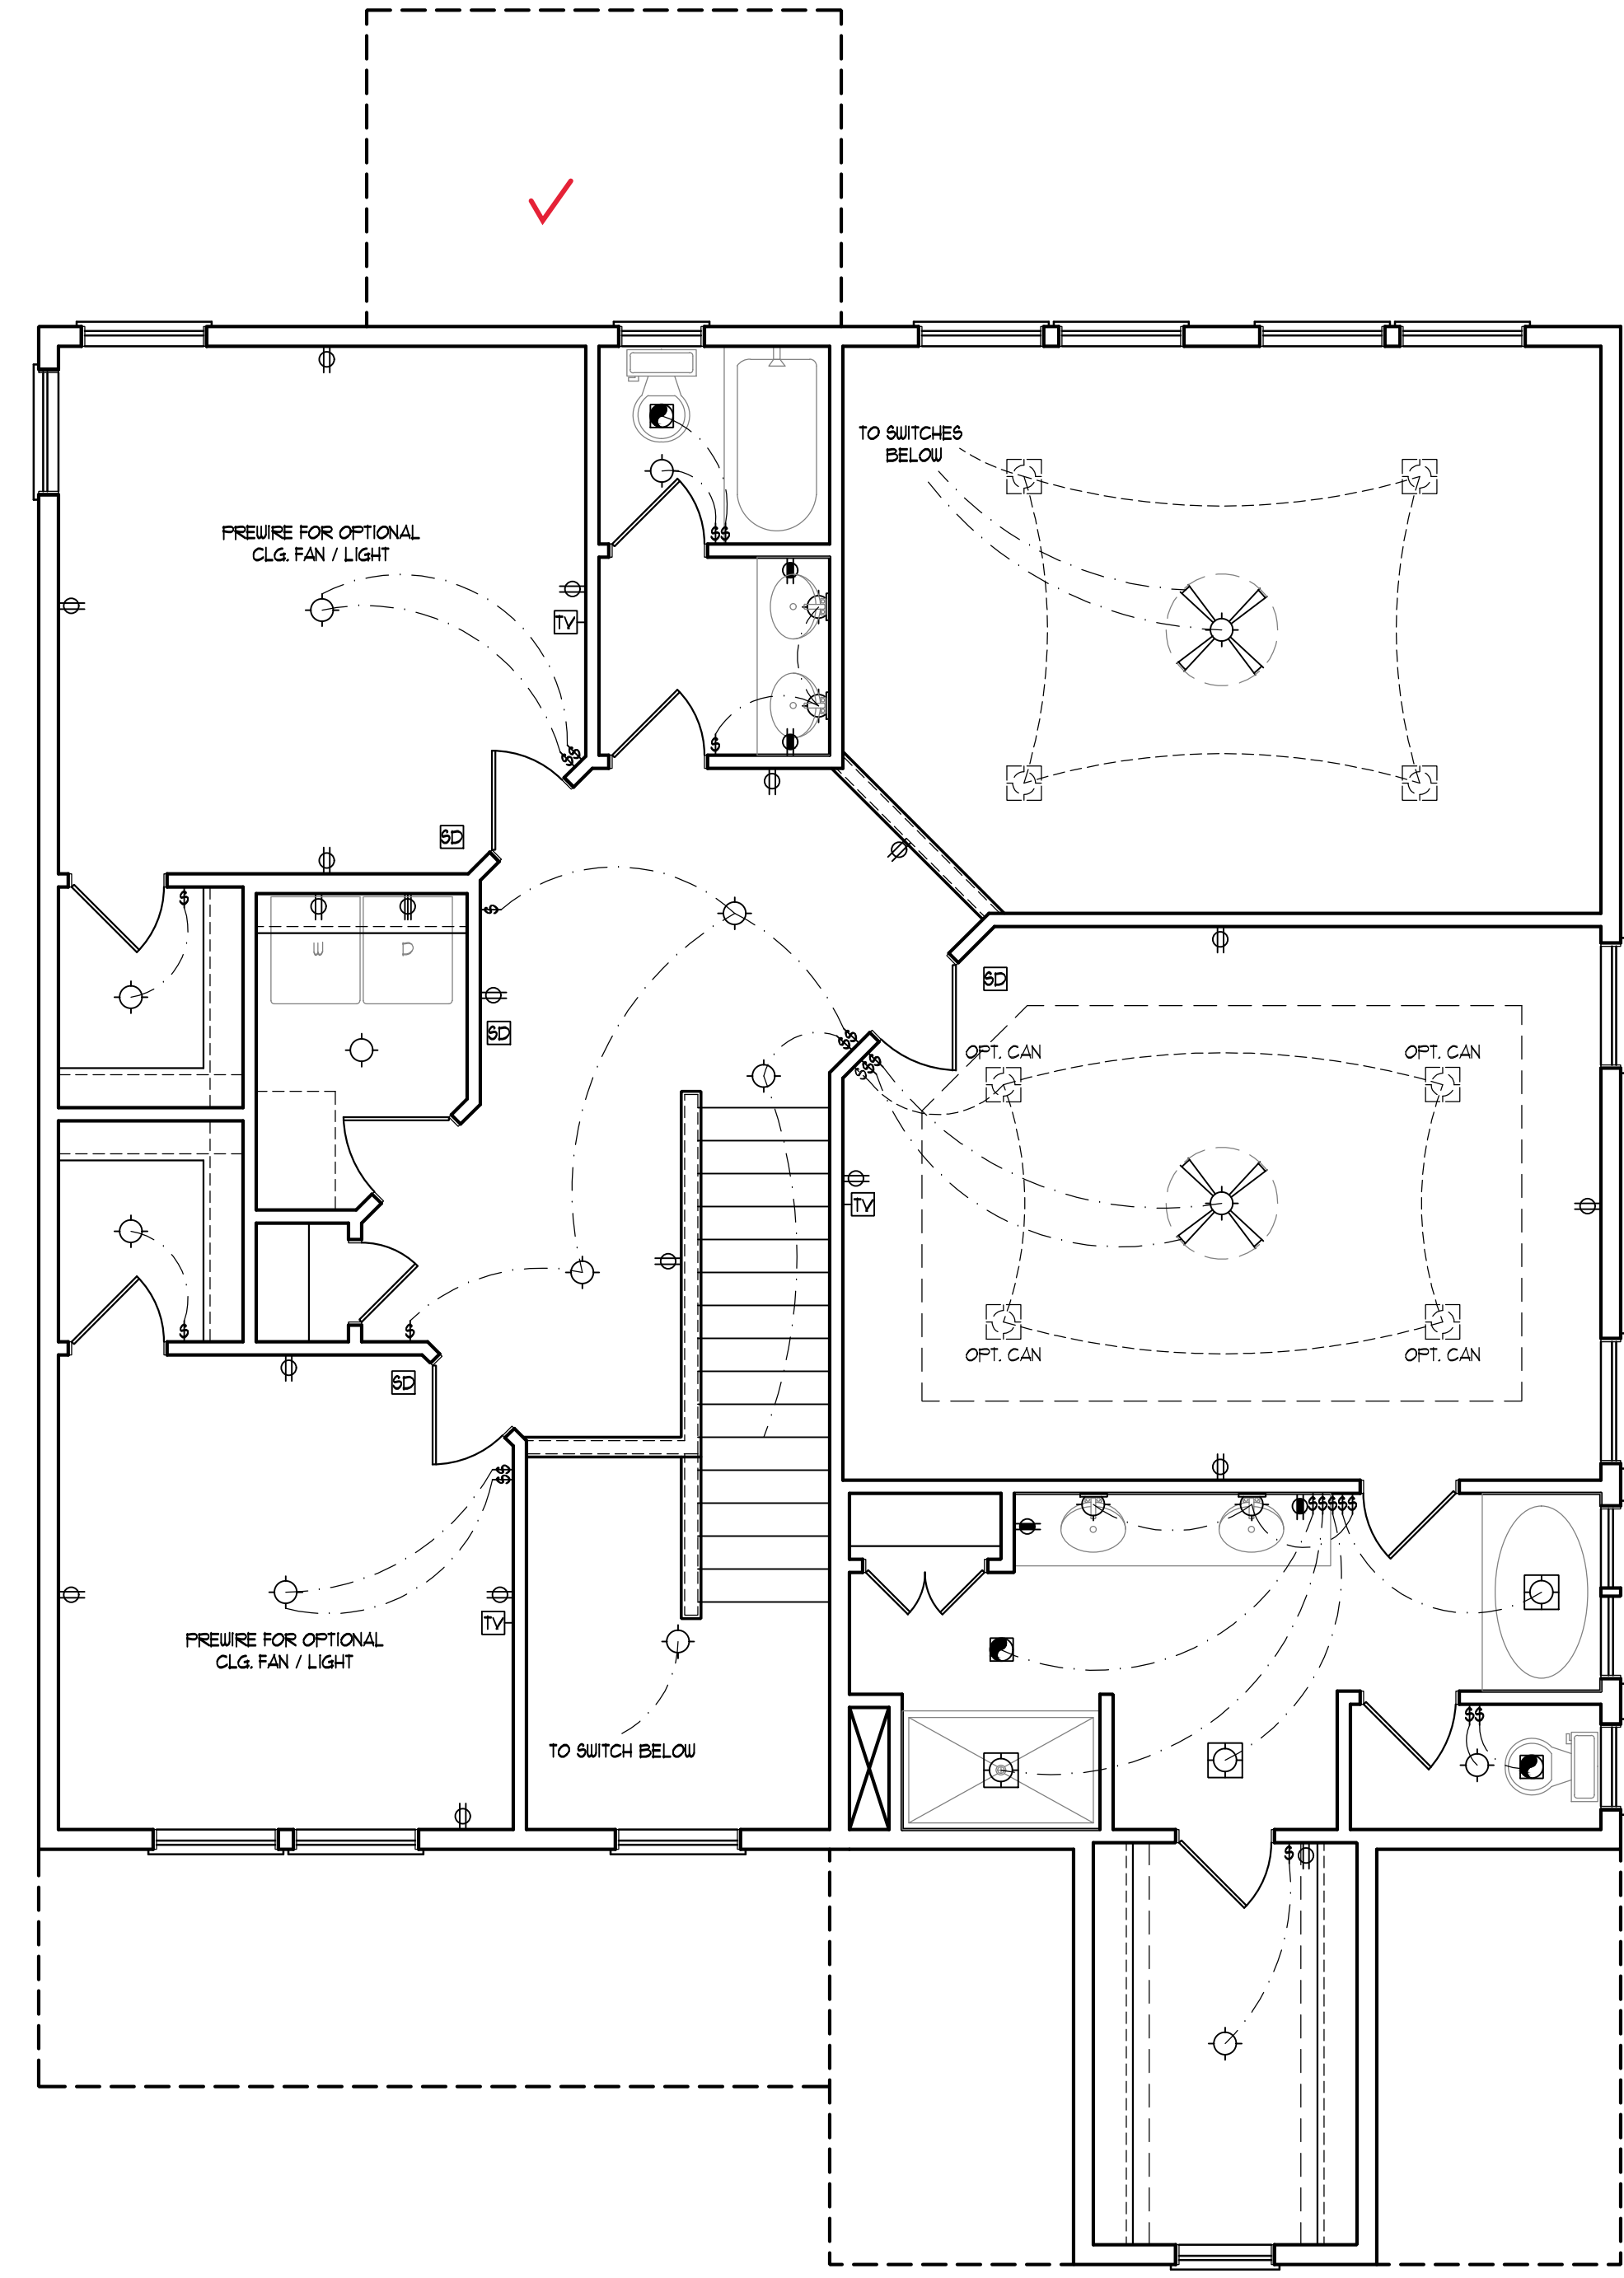 TO SWITCHES
BELOW
PREWIRE FOR OPTIONAL
CLG. FAN / LIGHT
TV
$$
$
$$
SD
$
$
W
D
SD
SD
$$
$$$
OPT. CAN
OPT. CAN
TV
$
$
OPT. CAN
OPT. CAN
SD
$$
$$$$$
TV
PREWIRE FOR OPTIONAL
CLG. FAN / LIGHT
$$
TO SWITCH BELOW
$